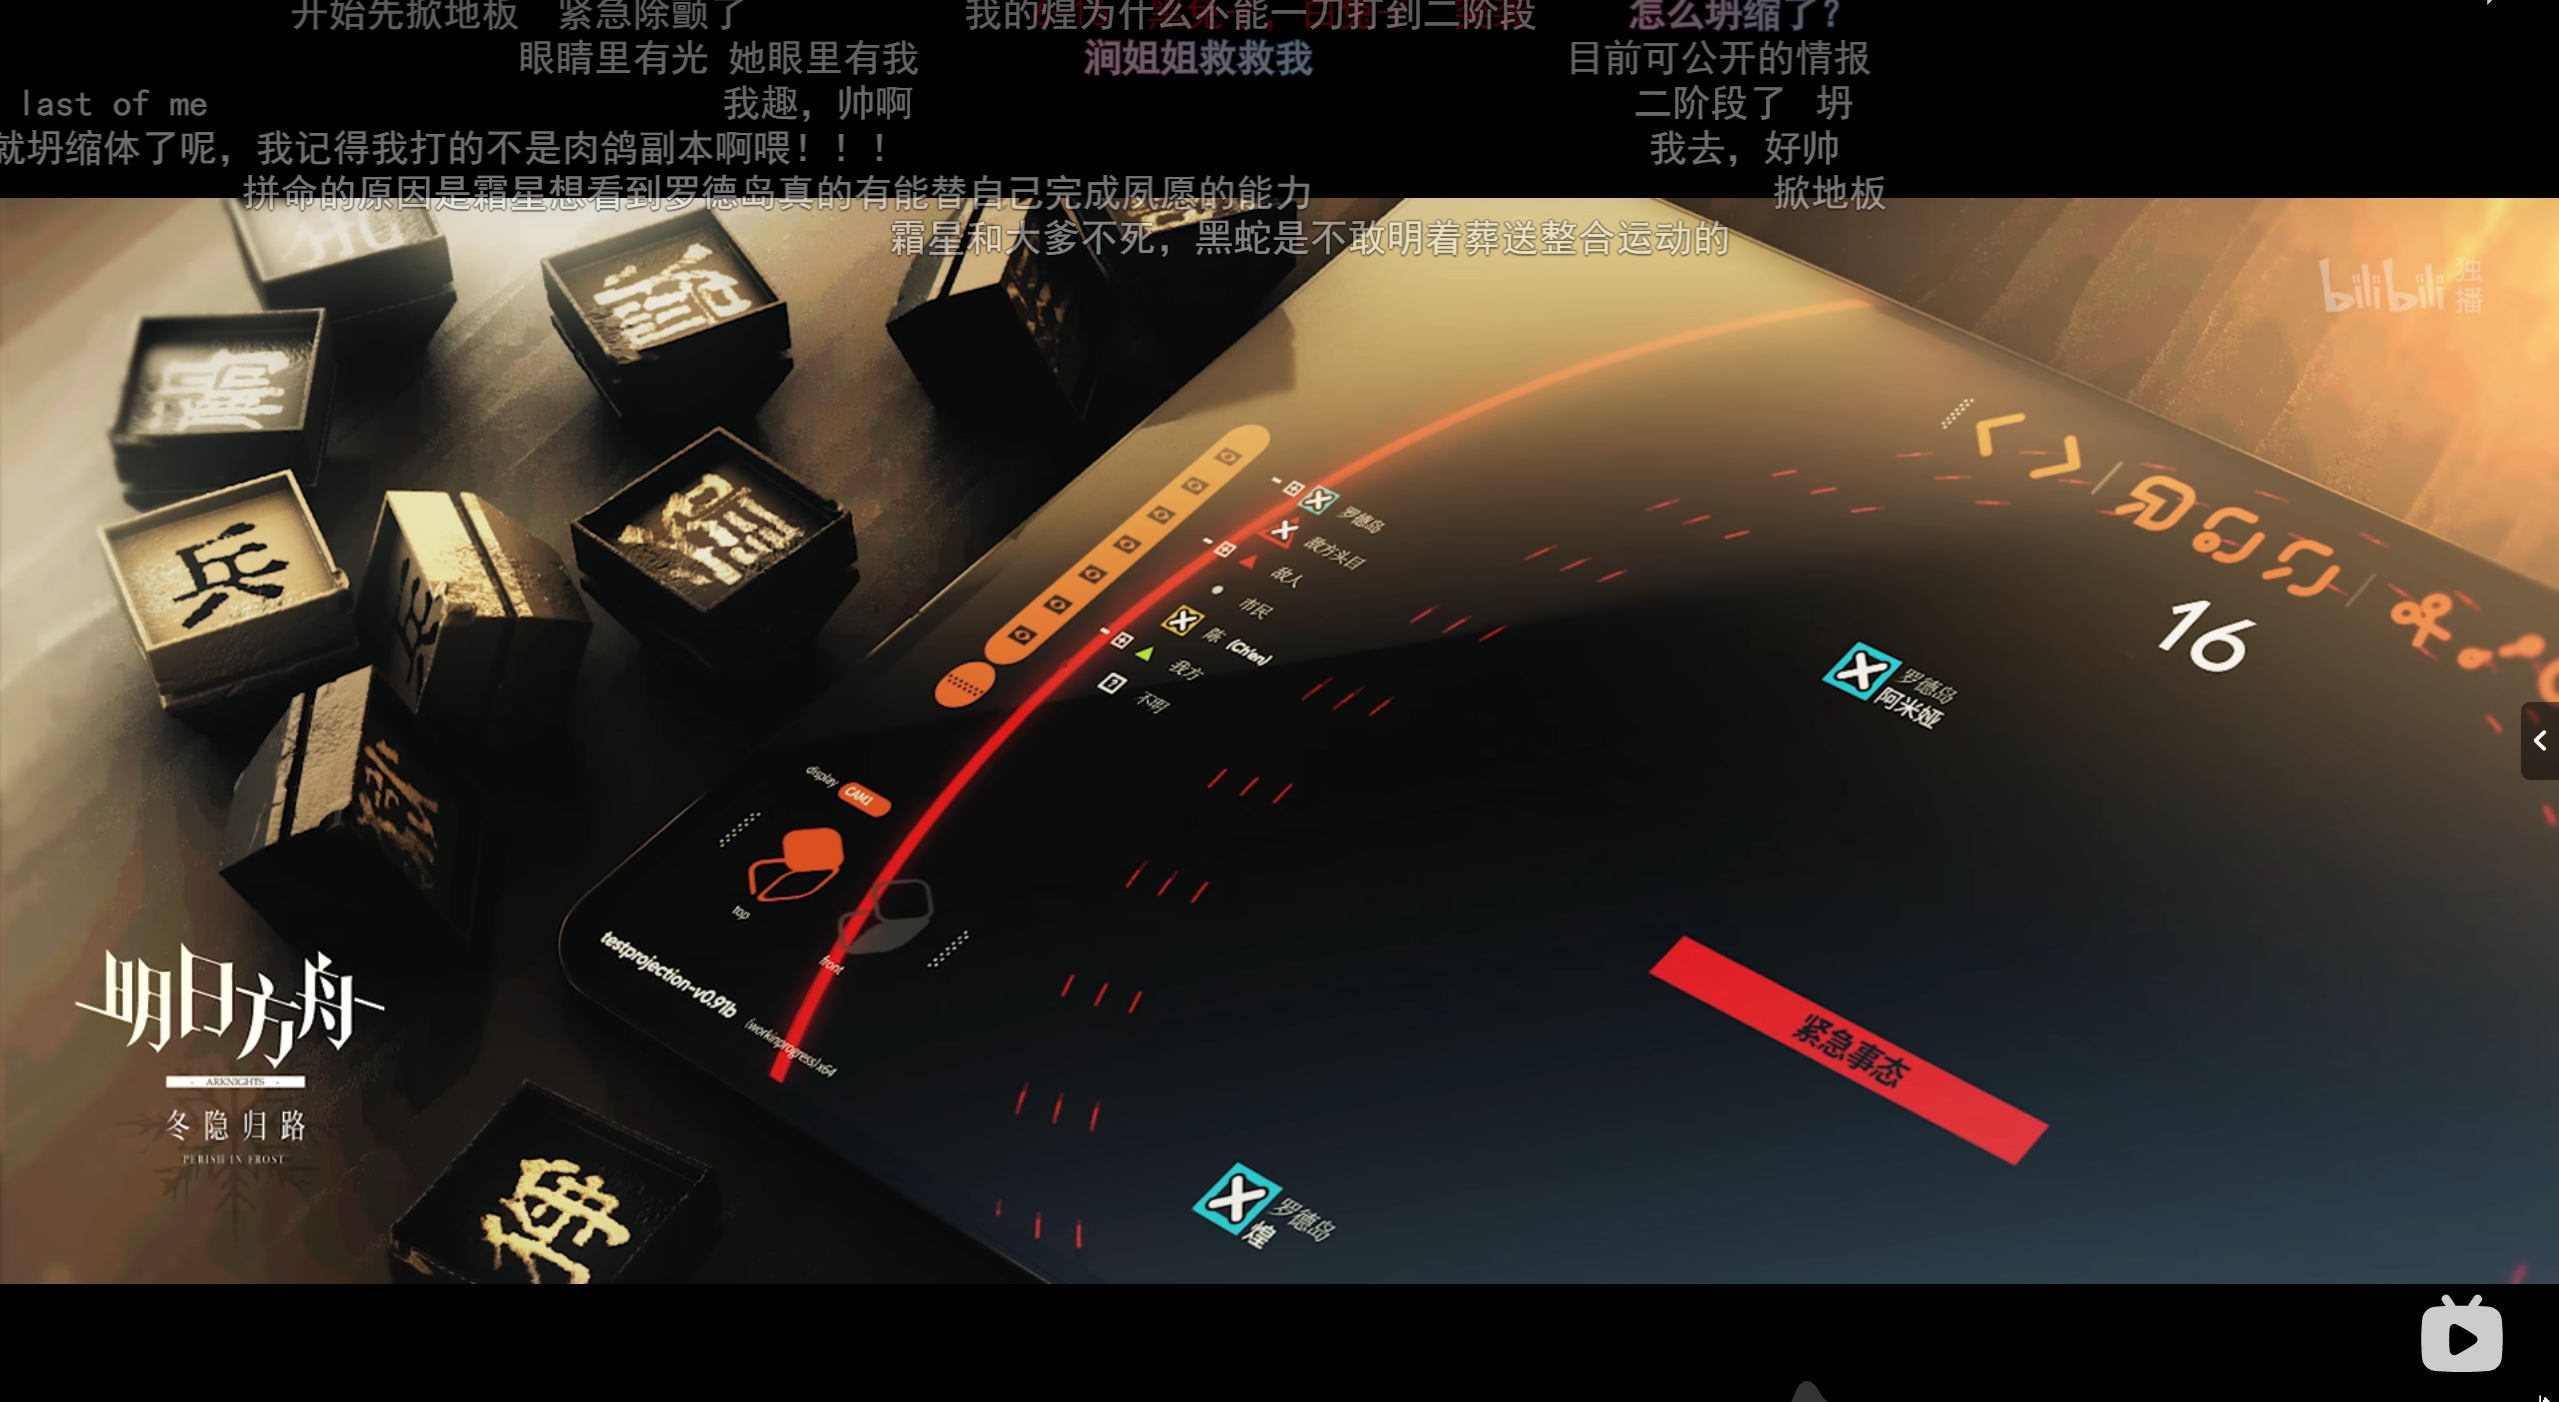 开始先掀地板
紧急除颤了
我的煌为什么不能一刀打到二阶段
怎么坍缩了?
眼睛里有光
她眼里有我
涧姐姐救救我
目前可公开的情报
last of me
我趣，帅啊
二阶段了 坍
就坍缩体了呢，我记得我打的不是肉鸽副本啊喂！！！
我去，好帅
拼命的原因是霜星想看到罗德岛真的有能替自己完成夙愿的能力
掀地板
霜星和大爹不死，黑蛇是不敢明着葬送整合运动的
bilibili 独播
兵
罗德岛
敌方头目
敌人
市民
陈 (Ch'en)
我方
不明
16
罗德岛
阿米娅
display CAM1
top
front
testprojection-v0.91b (workinprogress) x64
紧急事态
罗德岛
煌
明日方舟
- ARKNIGHTS -
冬隐归路
PERISH IN FROST